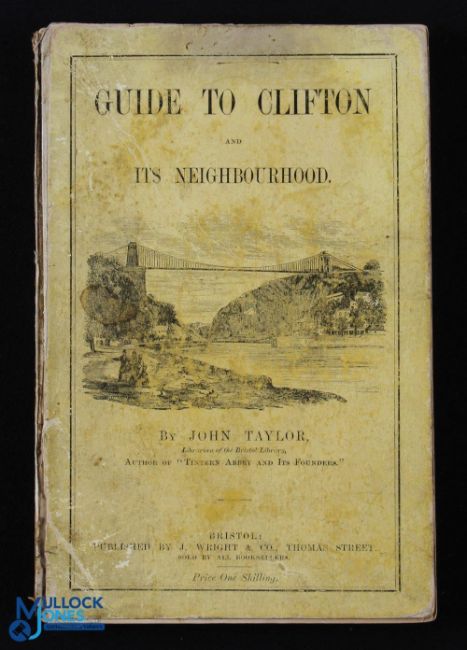 GUIDE TO CLIFTON
AND
ITS NEIGHBOURHOOD.
BY JOHN TAYLOR,
Librarian of the Bristol Library,
AUTHOR OF "TINTERN ABBEY AND ITS FOUNDERS."
BRISTOL:
PUBLISHED BY J. WRIGHT & CO., THOMAS STREET.
SOLD BY ALL BOOKSELLERS.
Price One Shilling.
MULLOCK
JONES